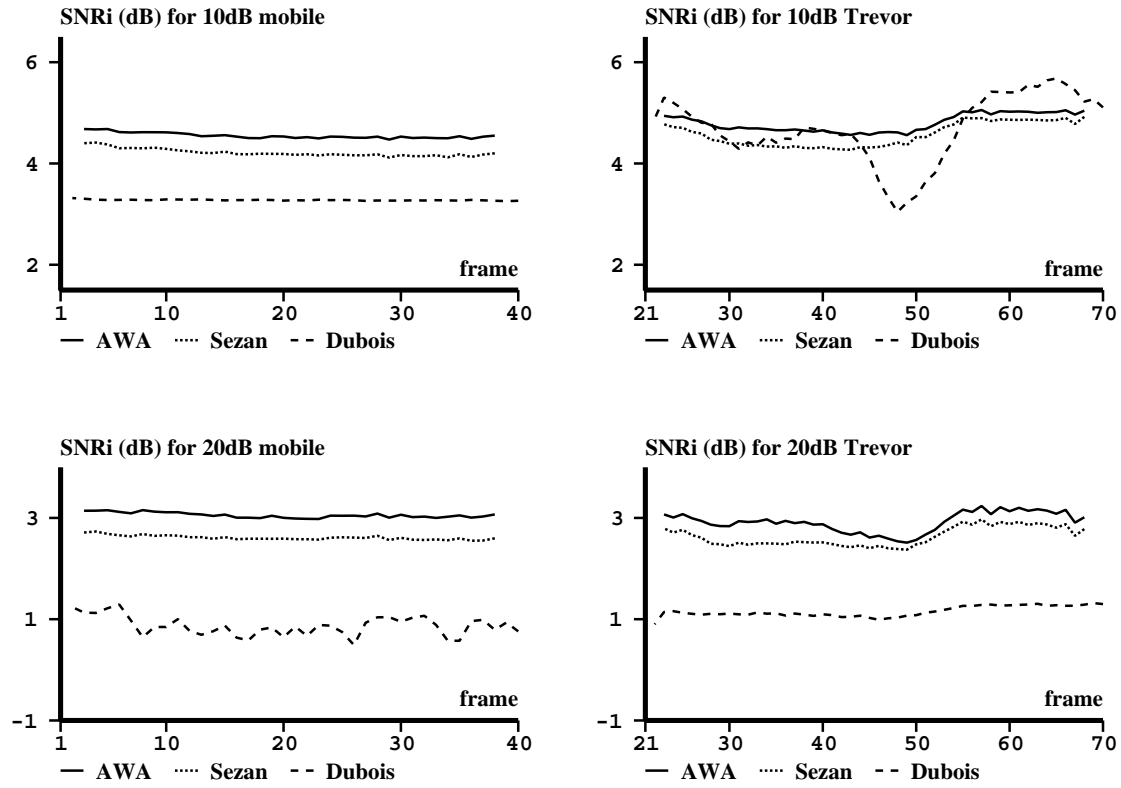 SNRi (dB) for 10dB mobile
6
4
2
frame
1 10 20 30 40
AWA Sezan Dubois
SNRi (dB) for 10dB Trevor
6
4
2
frame
21 30 40 50 60 70
AWA Sezan Dubois
SNRi (dB) for 20dB mobile
3
1
frame
-1
1 10 20 30 40
AWA Sezan Dubois
SNRi (dB) for 20dB Trevor
3
1
frame
-1
21 30 40 50 60 70
AWA Sezan Dubois